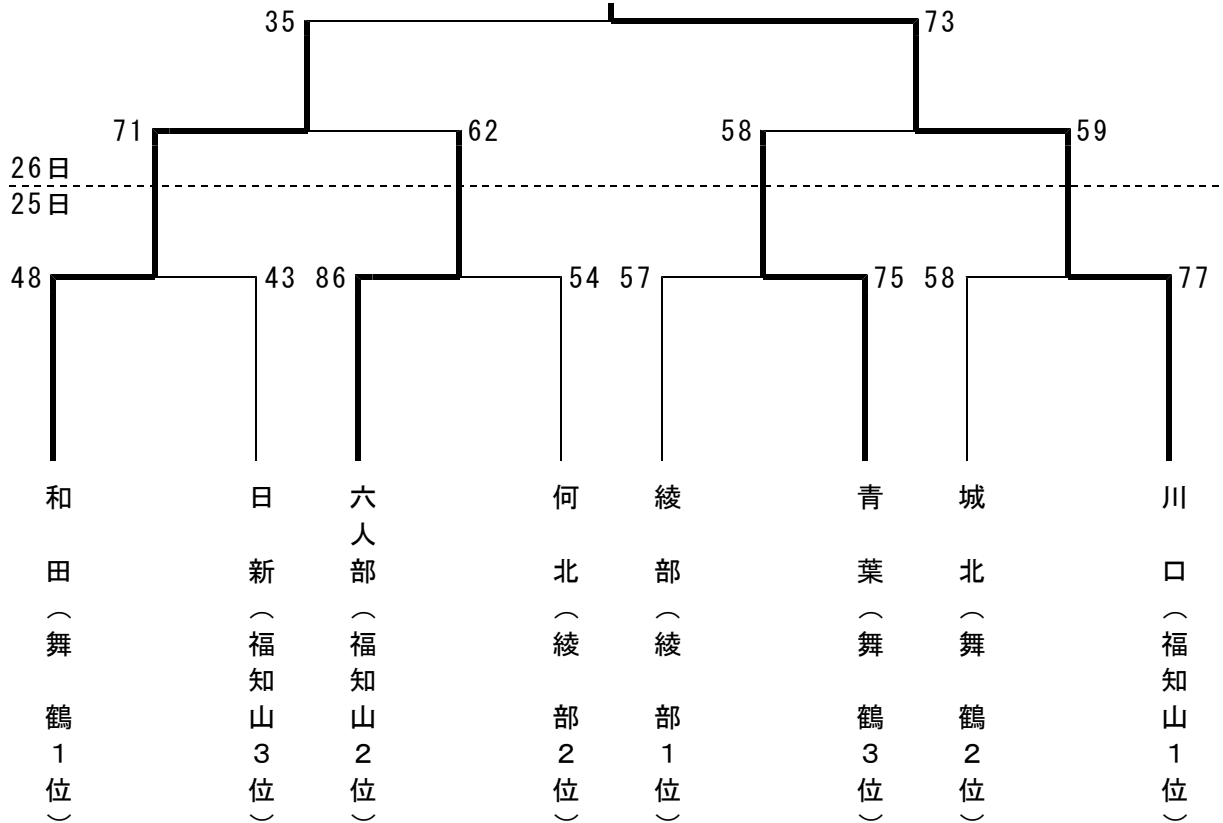 35
73
71
62
58
59
26日
25日
48
43
86
54
57
75
58
77
和田（舞鶴1位）
日新（福知山3位）
六人部（福知山2位）
何北（綾部2位）
綾部（綾部1位）
青葉（舞鶴3位）
城北（舞鶴2位）
川口（福知山1位）